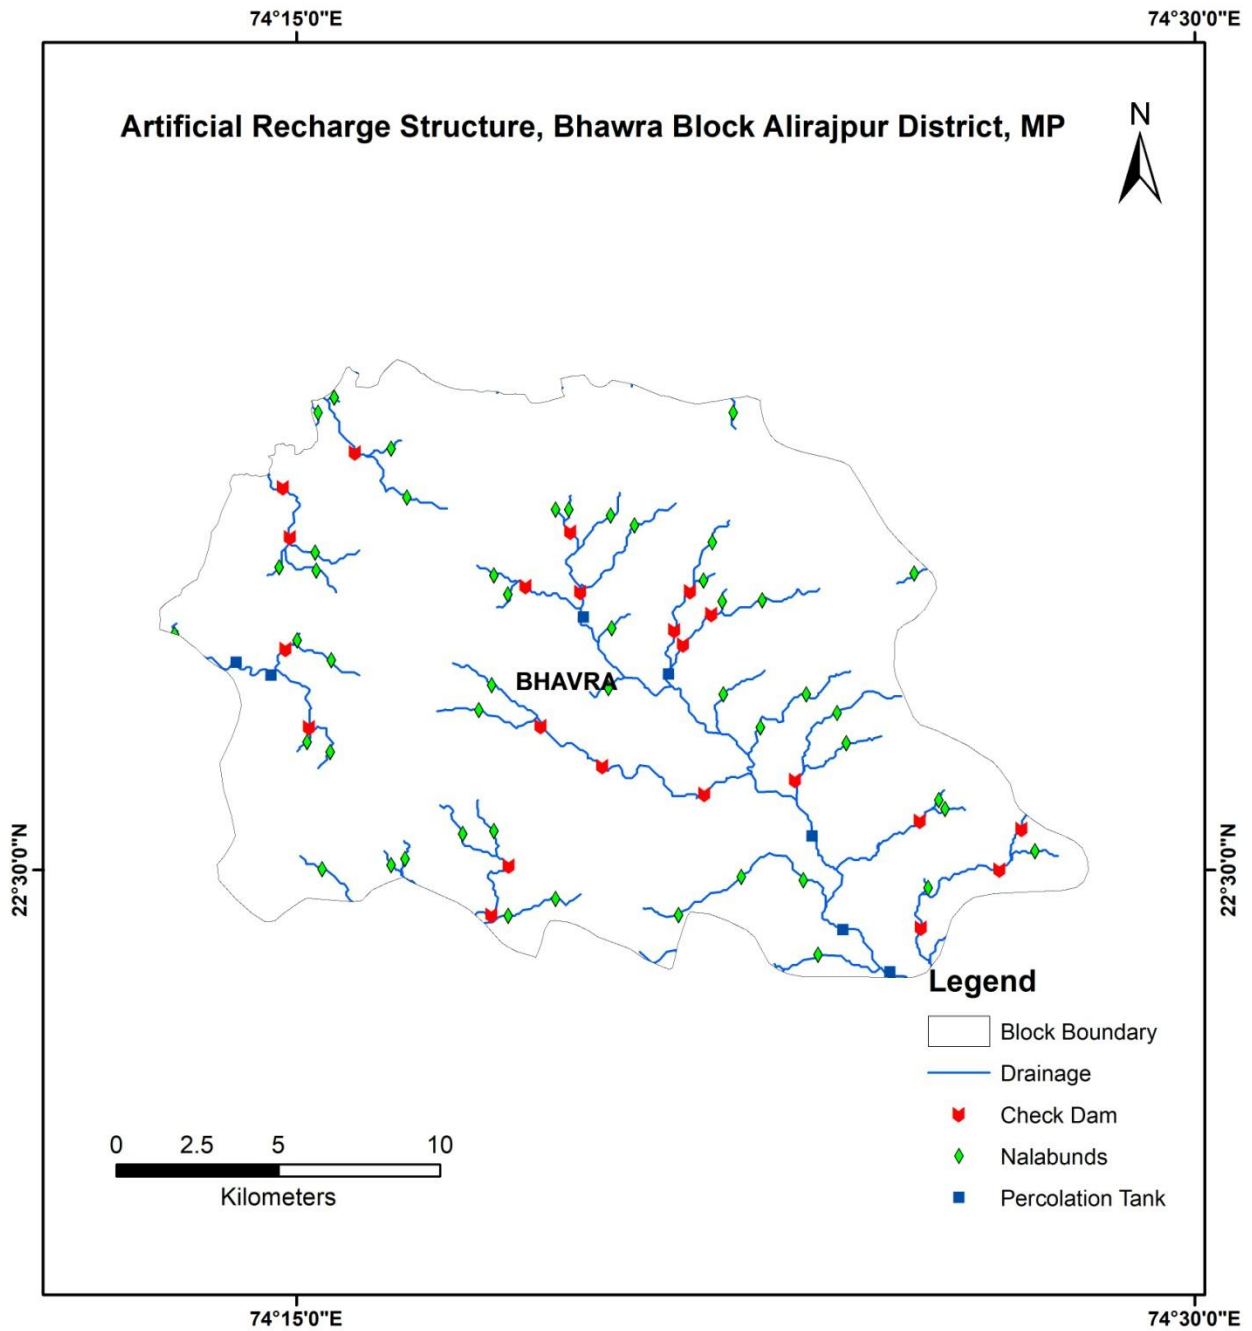 74°15'0"E
74°30'0"E
Artificial Recharge Structure, Bhawra Block Alirajpur District, MP
N
BHAVRA
22°30'0"N
22°30'0"N
Legend
Block Boundary
Drainage
Check Dam
Nalabunds
Percolation Tank
0 2.5 5 10
Kilometers
74°15'0"E
74°30'0"E